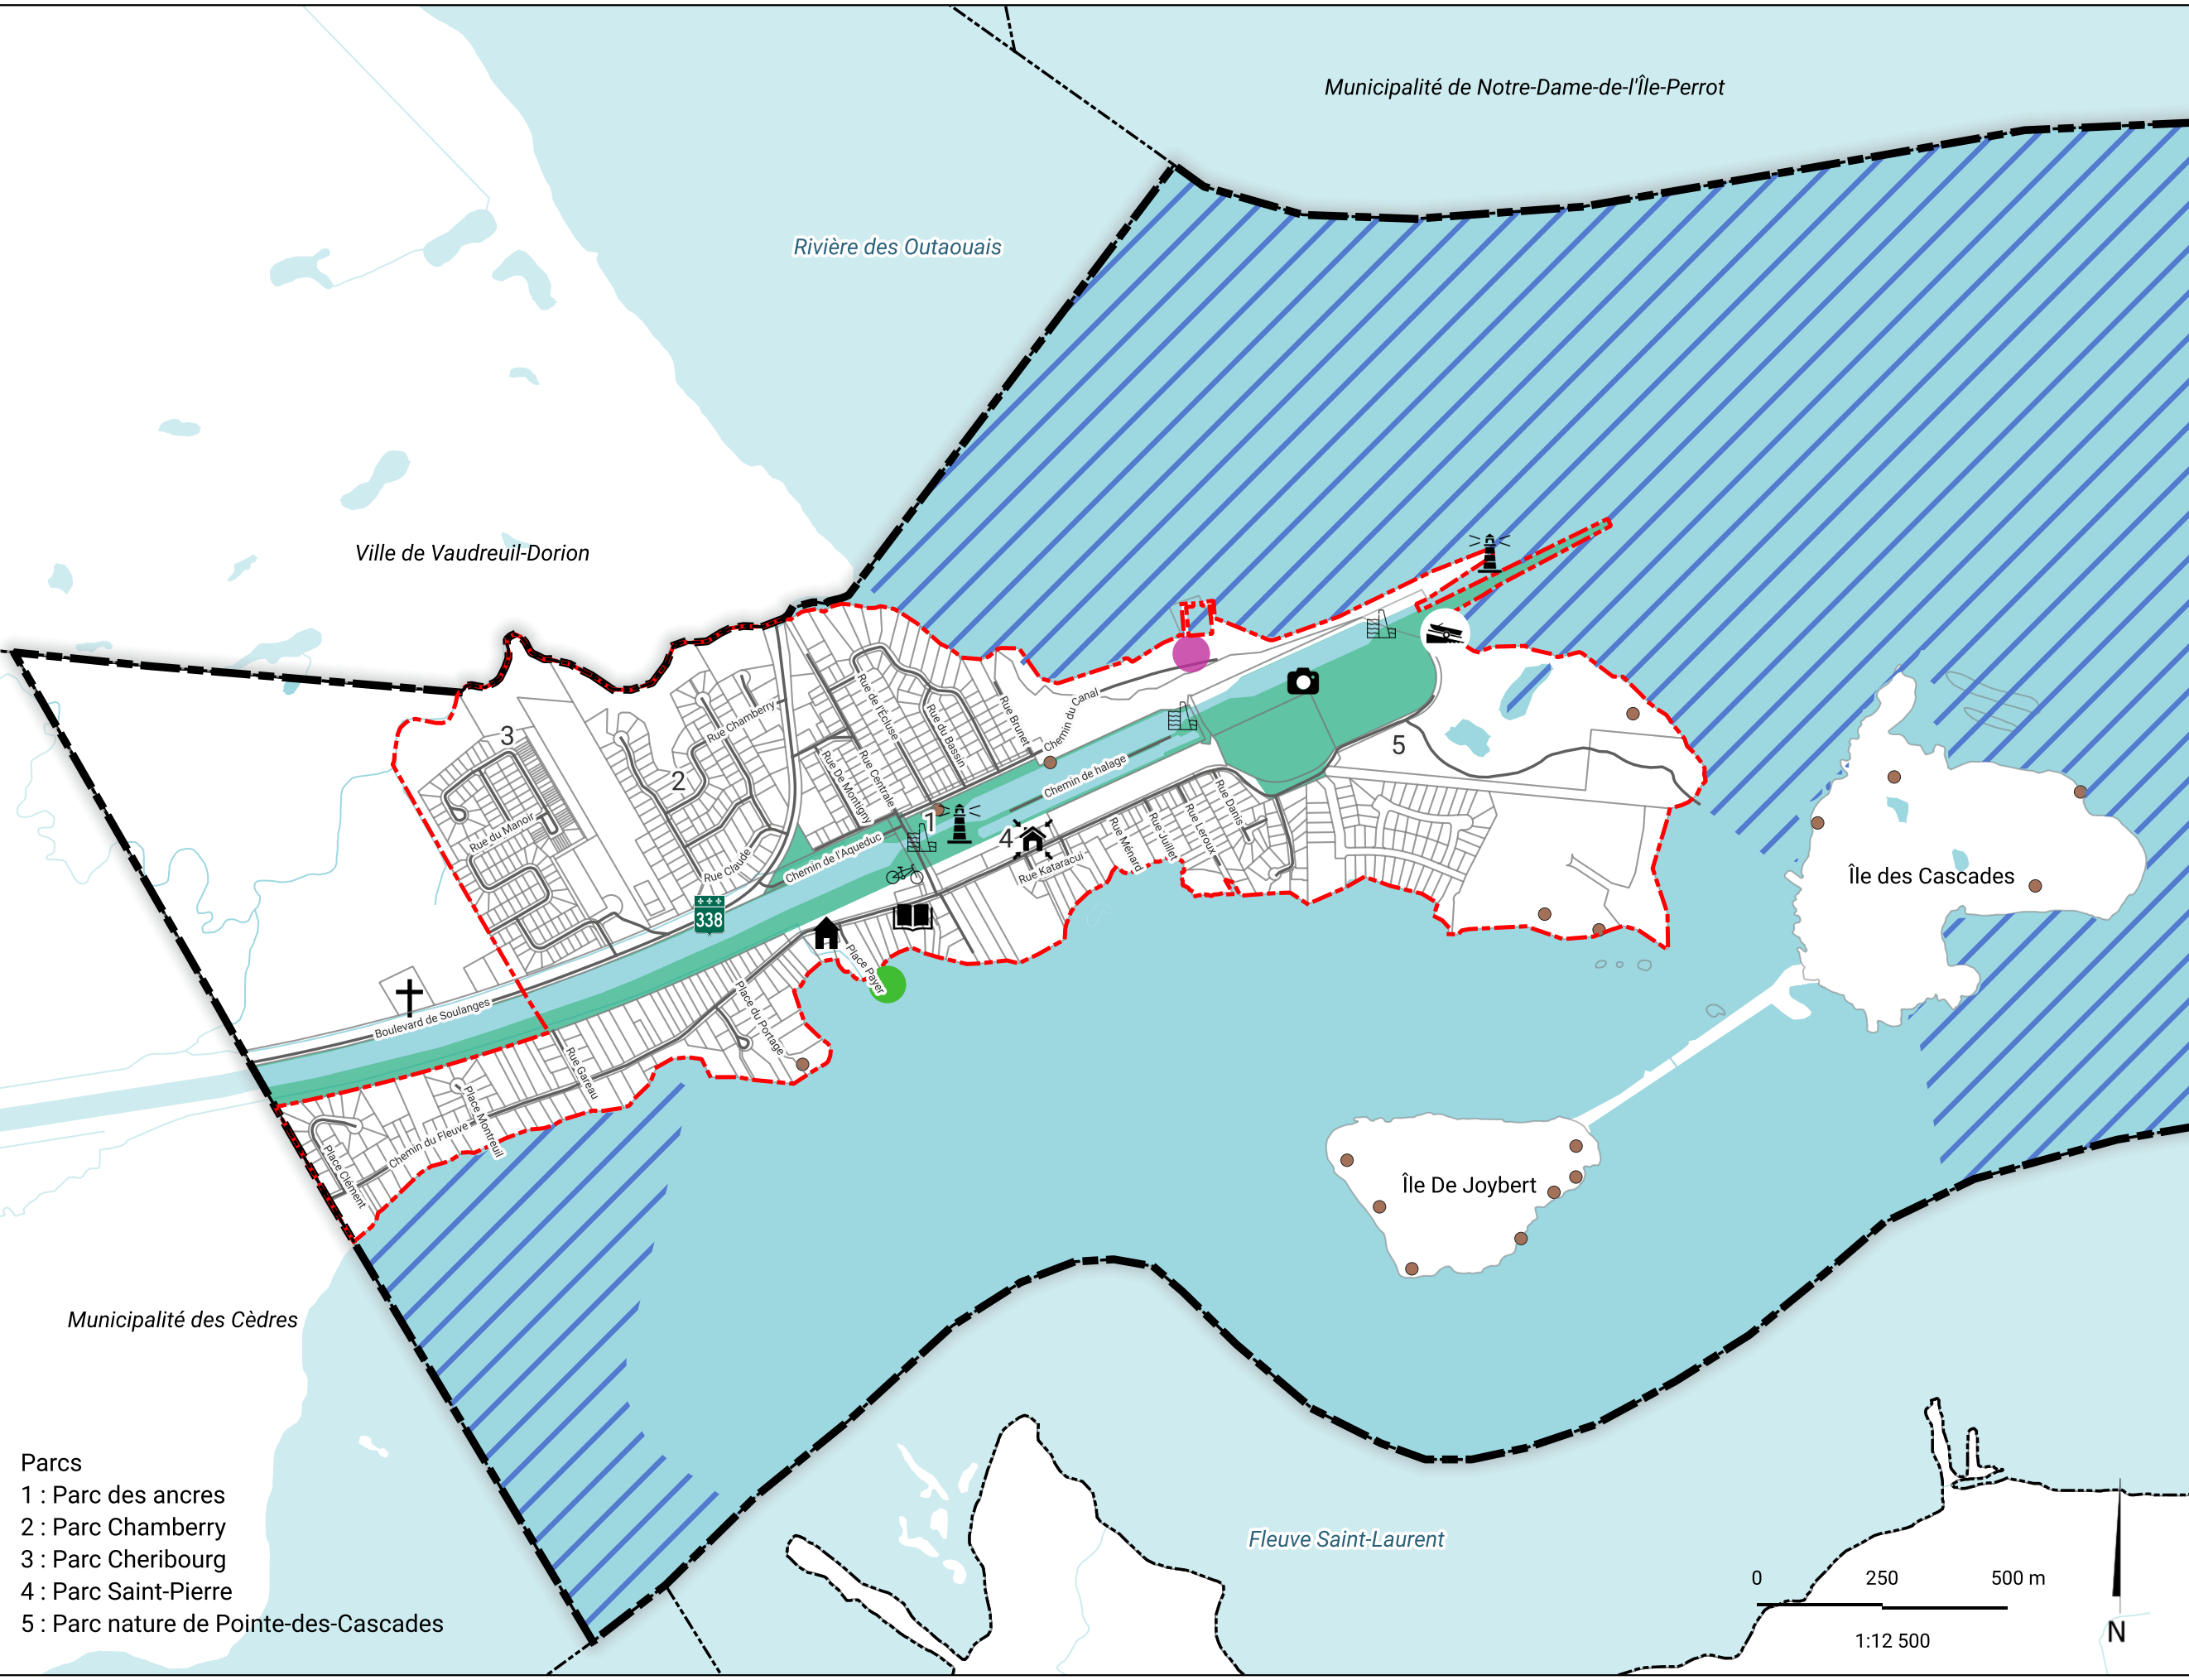 Municipalité de Notre-Dame-de-l'Île-Perrot
Rivière des Outaouais
Ville de Vaudreuil-Dorion
3
2
1
4
5
Rue Chamberry
Rue de l'Écluse
Rue du Bassin
Rue Brunet
Chemin du Canal
Rue De Montigny
Rue Centrale
Chemin de halage
Rue du Manoir
Rue Claude
Chemin de l'Aqueduc
Rue Kataracui
Rue Ménard
Rue Juillet
Rue Leroux
Rue Danis
338
Île des Cascades
Boulevard de Soulanges
Place Payer
Place du Portage
Rue Gareau
Place Montreuil
Chemin du Fleuve
Place Clément
Île De Joybert
Municipalité des Cèdres
Fleuve Saint-Laurent
Parcs
1 : Parc des ancres
2 : Parc Chamberry
3 : Parc Cheribourg
4 : Parc Saint-Pierre
5 : Parc nature de Pointe-des-Cascades
0 250 500 m
1:12 500
N